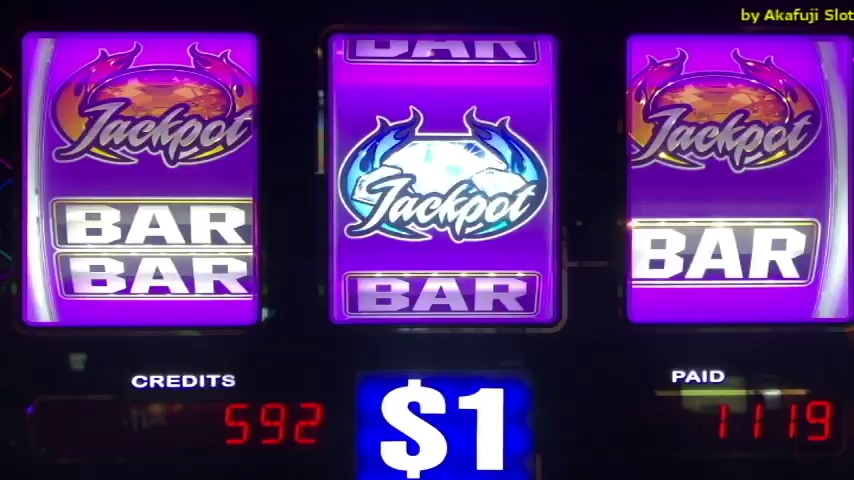 by Akafuji Slot
BAR
Jackpot
Jackpot
Jackpot
BAR
BAR
BAR
BAR
CREDITS
PAID
592
$1
1119